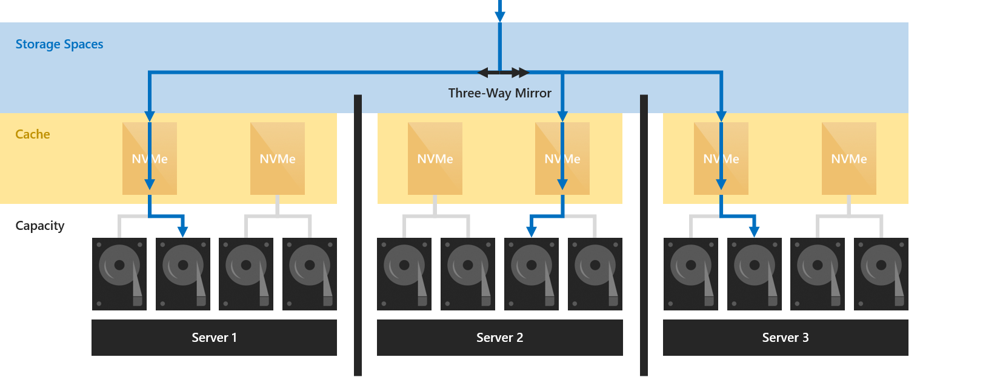 Storage Spaces
Three-Way Mirror
Cache
NVMe
NVMe
NVMe
NVMe
NVMe
NVMe
Capacity
Server 1
Server 2
Server 3